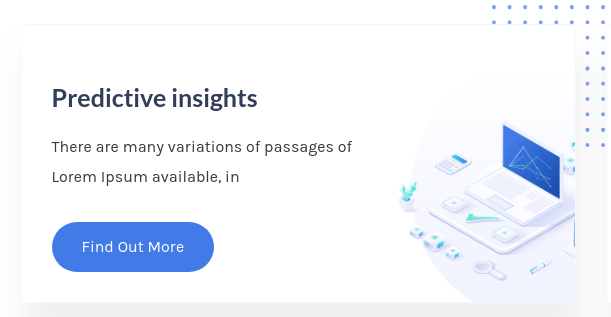 Predictive insights
There are many variations of passages of
Lorem Ipsum available, in
Find Out More